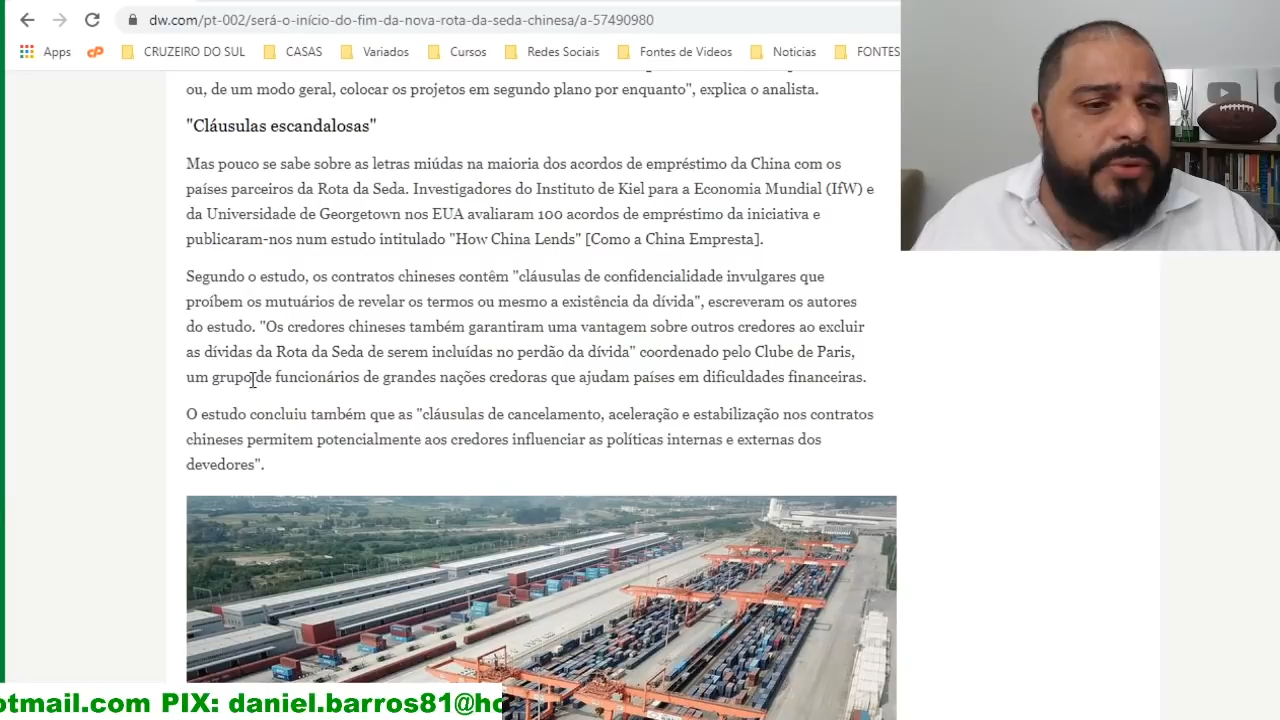 dw.com/pt-002/será-o-início-do-fim-da-nova-rota-da-seda-chinesa/a-57490980
Apps CRUZEIRO DO SUL CASAS Variados Cursos Redes Sociais Fontes de Videos Noticias FONTES
ou, de um modo geral, colocar os projetos em segundo plano por enquanto", explica o analista.
"Cláusulas escandalosas"
Mas pouco se sabe sobre as letras miúdas na maioria dos acordos de empréstimo da China com os
países parceiros da Rota da Seda. Investigadores do Instituto de Kiel para a Economia Mundial (IfW) e
da Universidade de Georgetown nos EUA avaliaram 100 acordos de empréstimo da iniciativa e
publicaram-nos num estudo intitulado "How China Lends" [Como a China Empresta].
Segundo o estudo, os contratos chineses contêm "cláusulas de confidencialidade invulgares que
proíbem os mutuários de revelar os termos ou mesmo a existência da dívida", escreveram os autores
do estudo. "Os credores chineses também garantiram uma vantagem sobre outros credores ao excluir
as dívidas da Rota da Seda de serem incluídas no perdão da dívida" coordenado pelo Clube de Paris,
um grupo de funcionários de grandes nações credoras que ajudam países em dificuldades financeiras.
O estudo concluiu também que as "cláusulas de cancelamento, aceleração e estabilização nos contratos
chineses permitem potencialmente aos credores influenciar as políticas internas e externas dos
devedores".
otmail.com PIX: daniel.barros81@ho